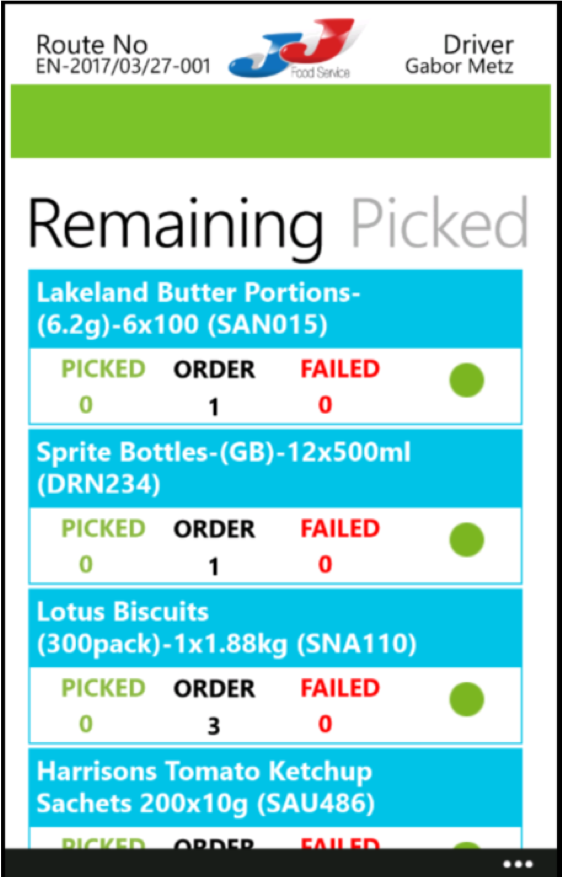 Route No
EN-2017/03/27-001
JJ
Food Service
Driver
Gabor Metz
Remaining Picked
Lakeland Butter Portions-
(6.2g)-6x100 (SAN015)
PICKED ORDER FAILED
0 1 0
Sprite Bottles-(GB)-12x500ml
(DRN234)
PICKED ORDER FAILED
0 1 0
Lotus Biscuits
(300pack)-1x1.88kg (SNA110)
PICKED ORDER FAILED
0 3 0
Harrisons Tomato Ketchup
Sachets 200x10g (SAU486)
PICKED ORDER FAILED